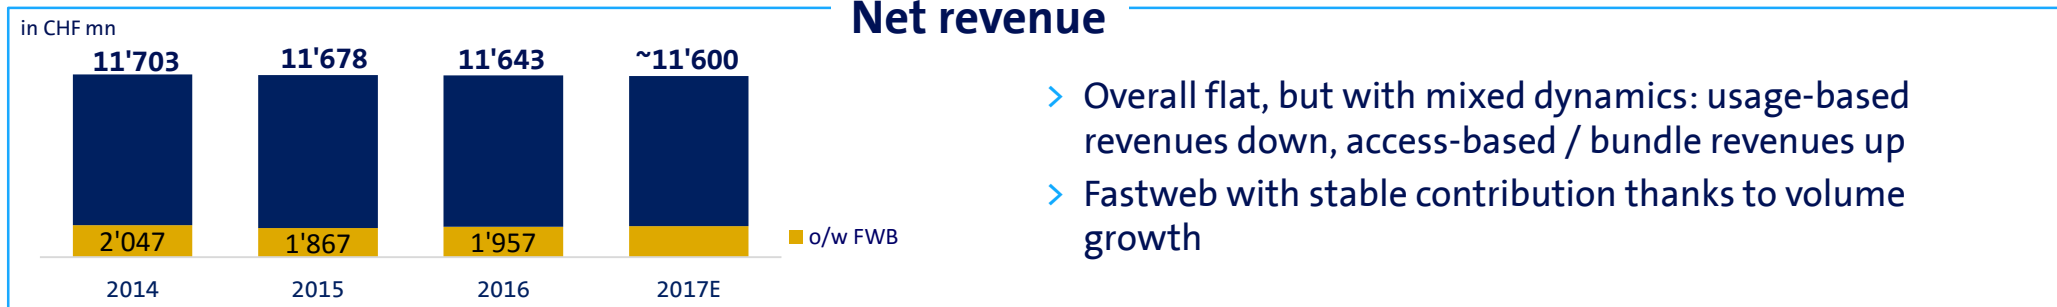 Net revenue
in CHF mn
11'703 11'678 11'643 ~11'600
2'047 1'867 1'957
o/w FWB
2014 2015 2016 2017E
> Overall flat, but with mixed dynamics: usage-based
revenues down, access-based / bundle revenues up
> Fastweb with stable contribution thanks to volume
growth